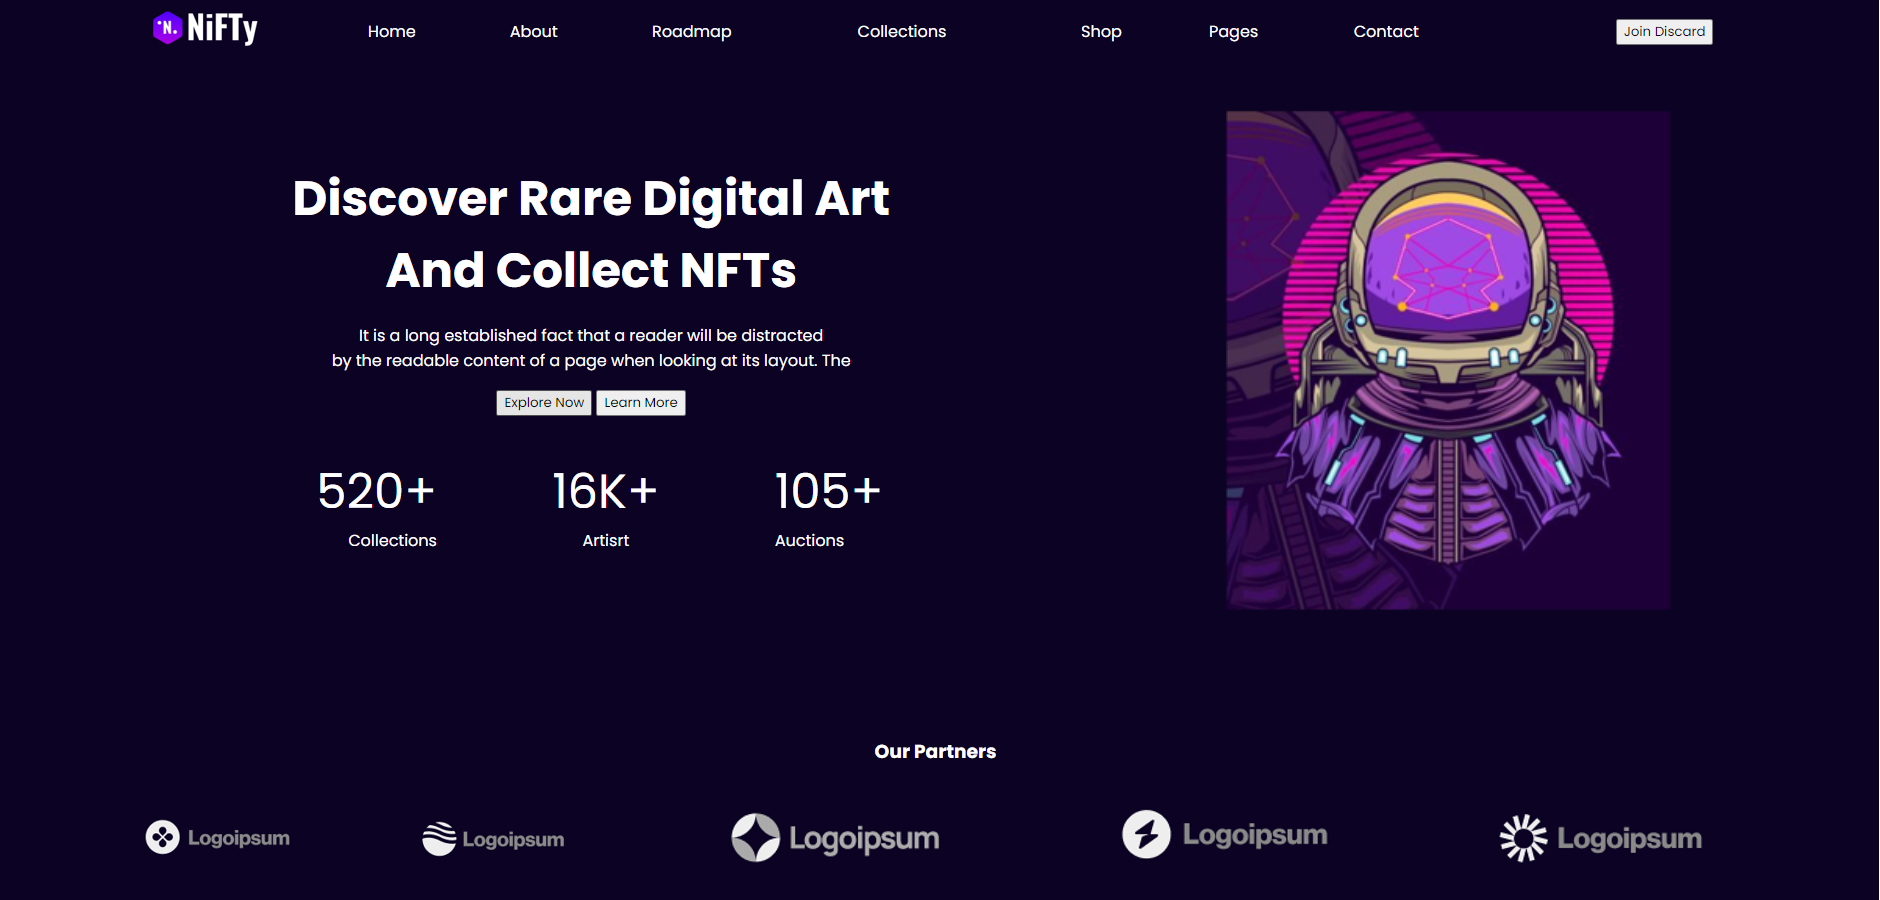 N. NiFTy
Home About Roadmap Collections Shop Pages Contact Join Discard
Discover Rare Digital Art
And Collect NFTs
It is a long established fact that a reader will be distracted
by the readable content of a page when looking at its layout. The
Explore Now Learn More
520+ 16K+ 105+
Collections Artisrt Auctions
Our Partners
Logoipsum Logoipsum Logoipsum Logoipsum Logoipsum